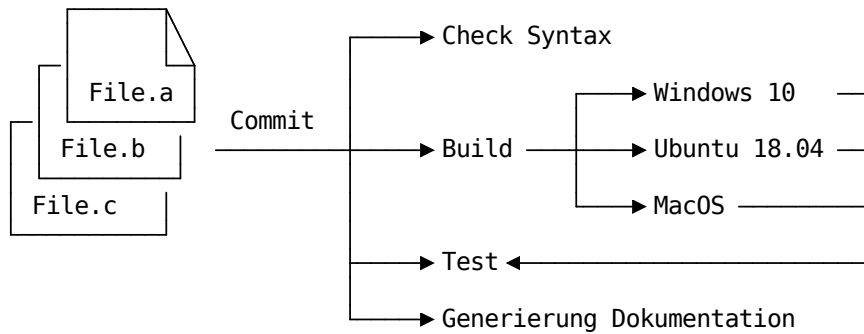 Check Syntax
File.a
Windows 10
Commit
File.b
Build
Ubuntu 18.04
File.c
MacOS
Test
Generierung Dokumentation